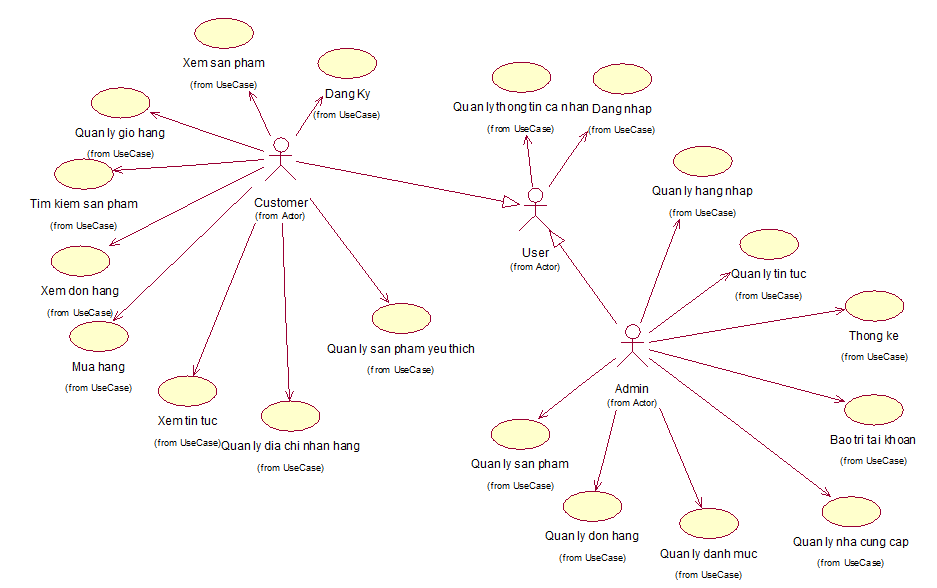 Xem san pham
(from UseCase)
Dang Ky
(from UseCase)
Quan ly thong tin ca nhan
(from UseCase)
Dang nhap
(from UseCase)
Quan ly gio hang
(from UseCase)
Tim kiem san pham
(from UseCase)
Customer
(from Actor)
Quan ly hang nhap
(from UseCase)
User
(from Actor)
Quan ly tin tuc
(from UseCase)
Xem don hang
(from UseCase)
Thong ke
(from UseCase)
Mua hang
(from UseCase)
Quan ly san pham yeu thich
(from UseCase)
Admin
(from Actor)
Xem tin tuc
(from UseCase)
Quan ly dia chi nhan hang
(from UseCase)
Bao tri tai khoan
(from UseCase)
Quan ly san pham
(from UseCase)
Quan ly don hang
(from UseCase)
Quan ly danh muc
(from UseCase)
Quan ly nha cung cap
(from UseCase)